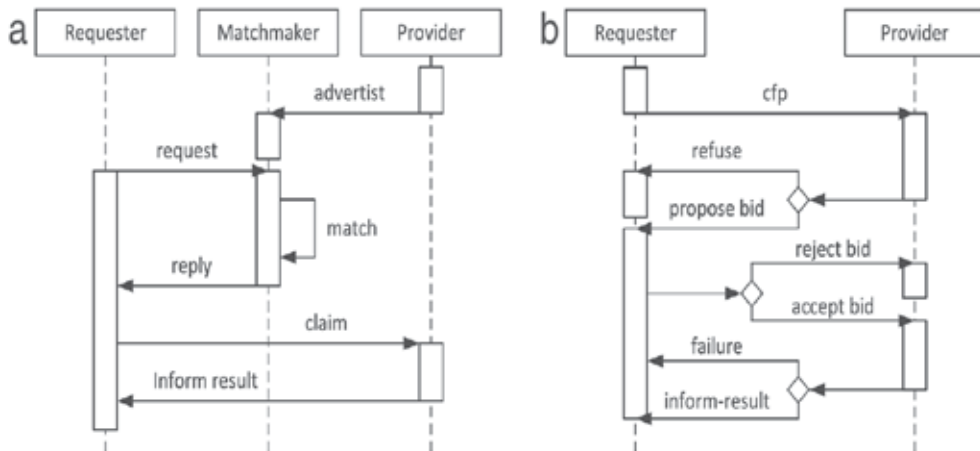 a
Requester
Matchmaker
Provider
advertist
request
match
reply
claim
Inform result
b
Requester
Provider
cfp
refuse
propose bid
reject bid
accept bid
failure
inform-result